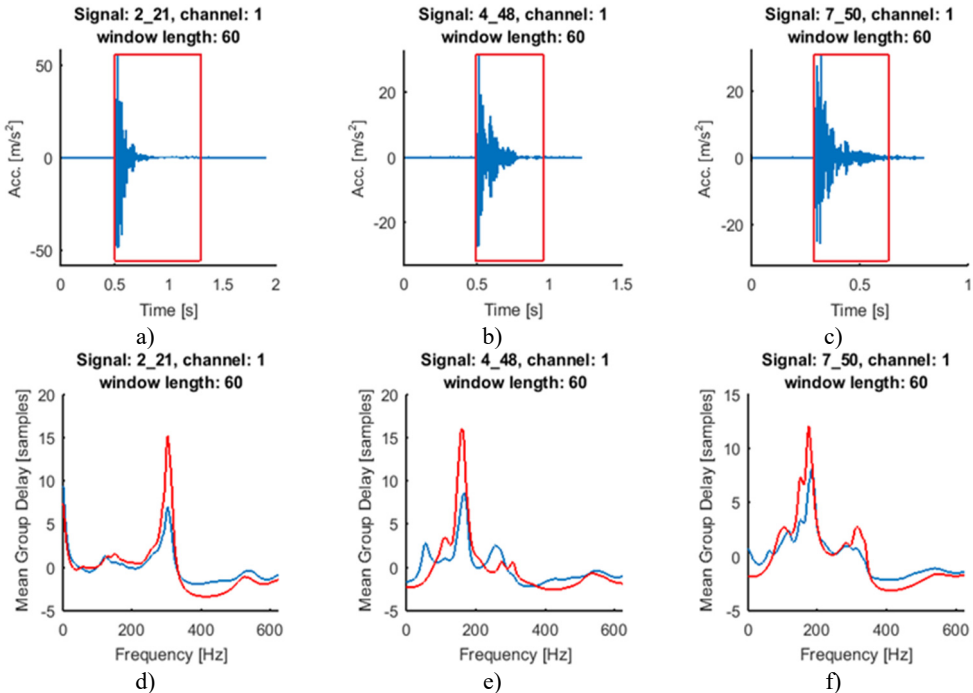 Signal: 2_21, channel: 1
window length: 60
50
0
-50
Acc. [m/s²]
0
0.5
1
1.5
2
Time [s]
a)
Signal: 4_48, channel: 1
window length: 60
20
0
-20
Acc. [m/s²]
0
0.5
1
1.5
Time [s]
b)
Signal: 7_50, channel: 1
window length: 60
20
0
-20
Acc. [m/s²]
0
0.5
1
Time [s]
c)
Signal: 2_21, channel: 1
window length: 60
20
15
10
5
0
-5
Mean Group Delay [samples]
0
200
400
600
Frequency [Hz]
d)
Signal: 4_48, channel: 1
window length: 60
20
15
10
5
0
-5
Mean Group Delay [samples]
0
200
400
600
Frequency [Hz]
e)
Signal: 7_50, channel: 1
window length: 60
15
10
5
0
-5
Mean Group Delay [samples]
0
200
400
600
Frequency [Hz]
f)